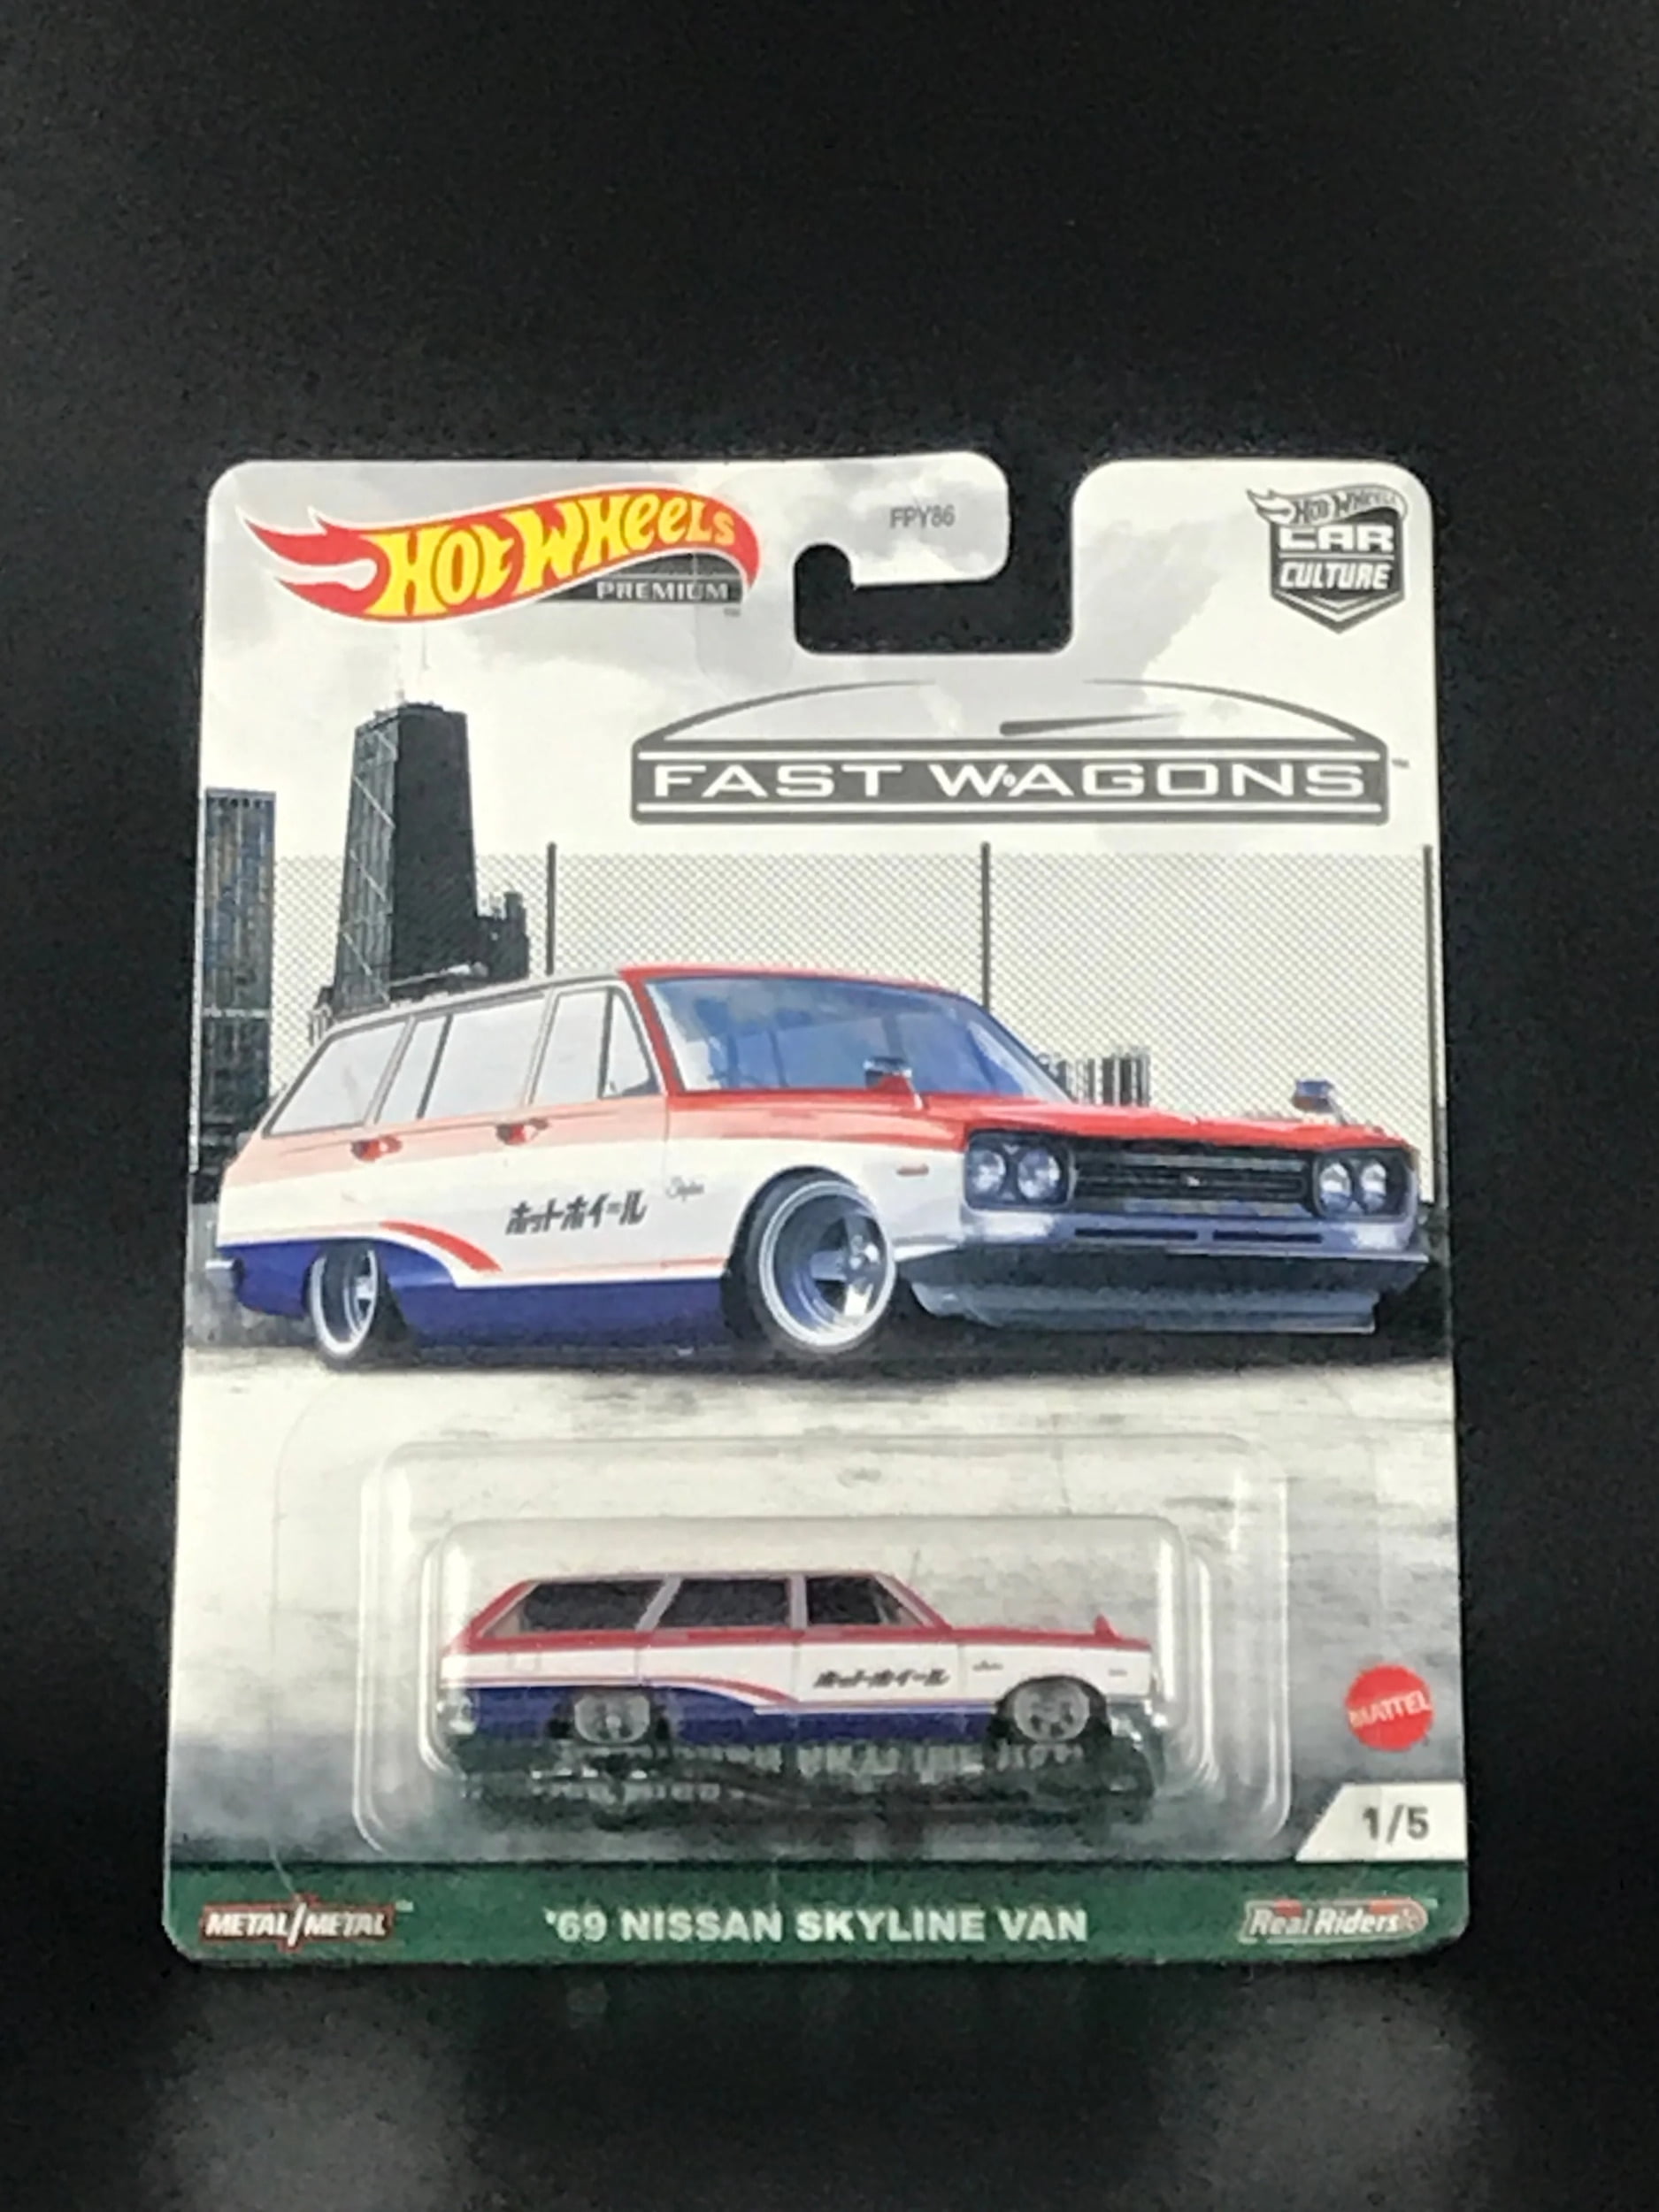 HOT WHEELS
PREMIUM
FPY86
HOT WHEELS
CAR
CULTURE
FAST WAGONS
ホットホイール
Skyline
ホットホイール
MATTEL
1/5
METAL/METAL
'69 NISSAN SKYLINE VAN
Real Riders